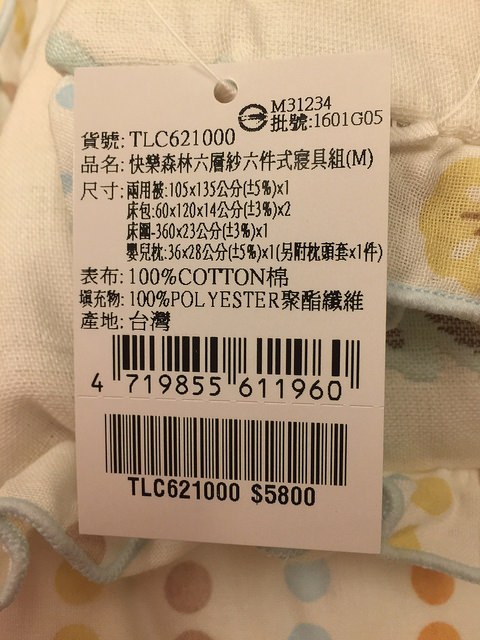 M31234
批號:1601G05
貨號:TLC621000
品名:快樂森林六層紗六件式寢具組(M)
尺寸:兩用被:105x135公分(±5%)x1
床包:60x120x14公分(±3%)x2
床圍-360x23公分(±3%)x1
嬰兒枕:36x28公分(±5%)x1(另附枕頭套x1件)
表布:100%COTTON棉
填充物:100%POLYESTER聚酯纖維
產地:台灣
4 719855 611960
TLC621000 $5800